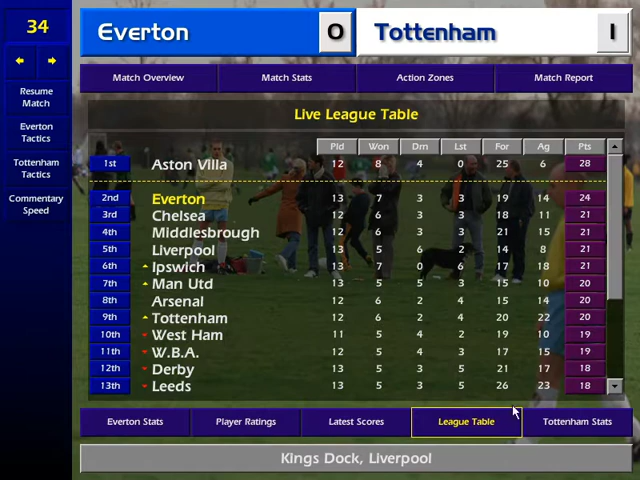 34
Everton 0 Tottenham 1
Match Overview Match Stats Action Zones Match Report
Resume
Match
Everton
Tactics
Tottenham
Tactics
Commentary
Speed
Live League Table
Pld Won Drn Lst For Ag Pts
1st Aston Villa 12 8 4 0 25 6 28
2nd Everton 13 7 3 3 19 14 24
3rd Chelsea 12 6 3 3 18 11 21
4th Middlesbrough 12 6 3 3 21 15 21
5th Liverpool 13 5 6 2 14 8 21
6th Ipswich 13 7 0 6 17 18 21
7th Man Utd 13 5 5 3 15 10 20
8th Arsenal 12 6 2 4 15 14 20
9th Tottenham 12 6 2 4 20 22 20
10th West Ham 11 5 4 2 19 10 19
11th W.B.A. 12 5 4 3 17 15 19
12th Derby 13 5 3 5 21 17 18
13th Leeds 13 5 3 5 26 23 18
Everton Stats Player Ratings Latest Scores League Table Tottenham Stats
Kings Dock, Liverpool